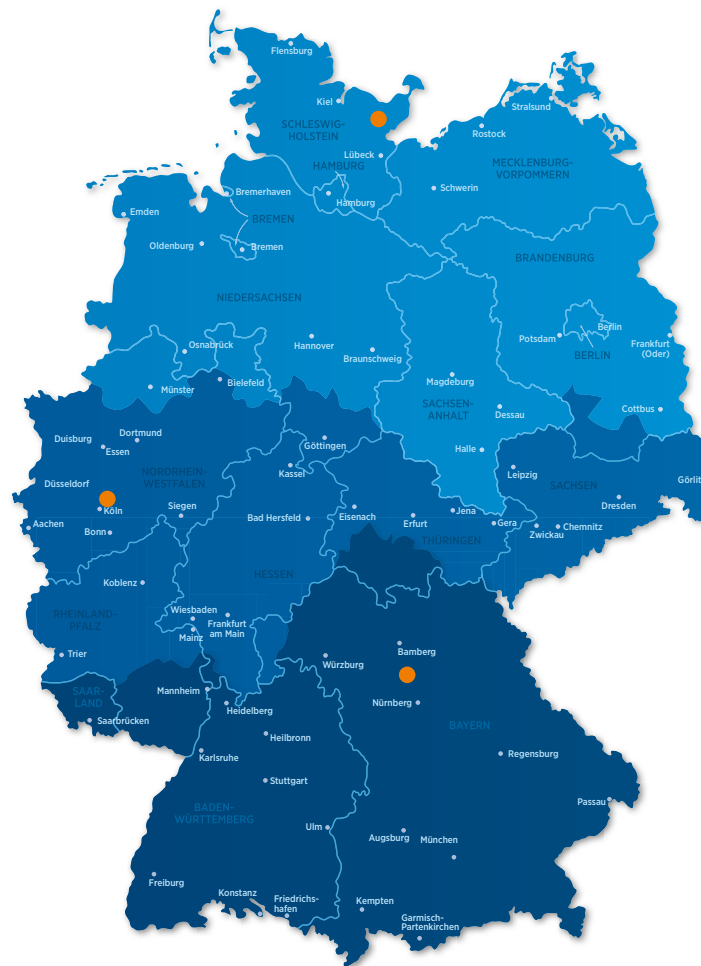 Flensburg
Kiel
Stralsund
SCHLESWIG-
HOLSTEIN
Rostock
Lübeck
HAMBURG
MECKLENBURG-
VORPOMMERN
Schwerin
Bremerhaven
Hamburg
Emden
BREMEN
Oldenburg
Bremen
BRANDENBURG
NIEDERSACHSEN
Berlin
Potsdam
Frankfurt
(Oder)
BERLIN
Osnabrück
Hannover
Braunschweig
Magdeburg
Münster
Bielefeld
SACHSEN-
ANHALT
Dessau
Cottbus
Duisburg
Dortmund
Essen
Göttingen
Halle
NORDRHEIN-
WESTFALEN
Kassel
Leipzig
Görlit
Düsseldorf
SACHSEN
Dresden
Köln
Siegen
Bad Hersfeld
Eisenach
Erfurt
Jena
Gera
Aachen
Bonn
Zwickau
Chemnitz
THÜRINGEN
HESSEN
Koblenz
RHEINLAND-
PFALZ
Wiesbaden
Mainz
Frankfurt
am Main
Trier
Würzburg
Bamberg
SAAR-
LAND
Mannheim
Heidelberg
Nürnberg
Saarbrücken
BAYERN
Heilbronn
Karlsruhe
Regensburg
Stuttgart
Passau
BADEN-
WÜRTTEMBERG
Ulm
Augsburg
München
Freiburg
Konstanz
Friedrichs-
hafen
Kempten
Garmisch-
Partenkirchen